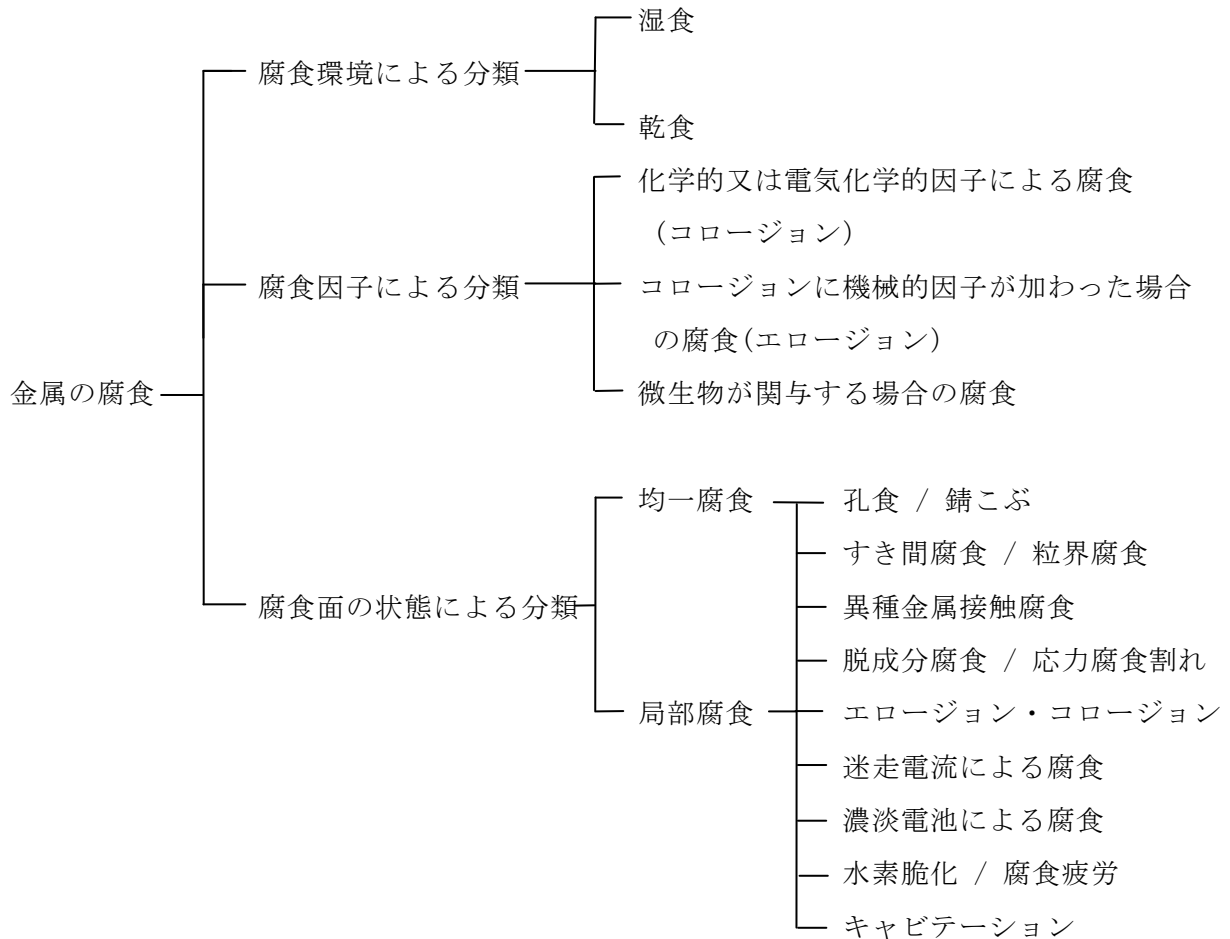 湿食
腐食環境による分類
乾食
化学的又は電気化学的因子による腐食
(コロージョン)
腐食因子による分類
コロージョンに機械的因子が加わった場合
の腐食(エロージョン)
金属の腐食
微生物が関与する場合の腐食
均一腐食
孔食 / 錆こぶ
すき間腐食 / 粒界腐食
腐食面の状態による分類
異種金属接触腐食
脱成分腐食 / 応力腐食割れ
局部腐食
エロージョン・コロージョン
迷走電流による腐食
濃淡電池による腐食
水素脆化 / 腐食疲労
キャビテーション